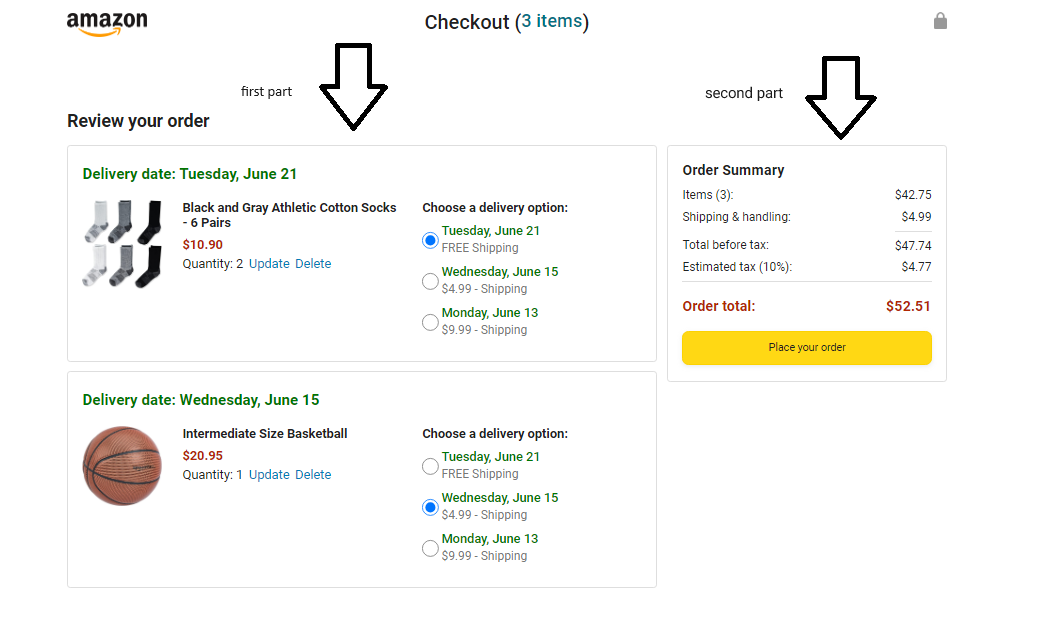 amazon
Checkout (3 items)
first part
second part
Review your order
Delivery date: Tuesday, June 21
Black and Gray Athletic Cotton Socks
- 6 Pairs
$10.90
Quantity: 2 Update Delete
Choose a delivery option:
Tuesday, June 21
FREE Shipping
Wednesday, June 15
$4.99 - Shipping
Monday, June 13
$9.99 - Shipping
Delivery date: Wednesday, June 15
Intermediate Size Basketball
$20.95
Quantity: 1 Update Delete
Choose a delivery option:
Tuesday, June 21
FREE Shipping
Wednesday, June 15
$4.99 - Shipping
Monday, June 13
$9.99 - Shipping
Order Summary
Items (3): $42.75
Shipping & handling: $4.99
Total before tax: $47.74
Estimated tax (10%): $4.77
Order total: $52.51
Place your order